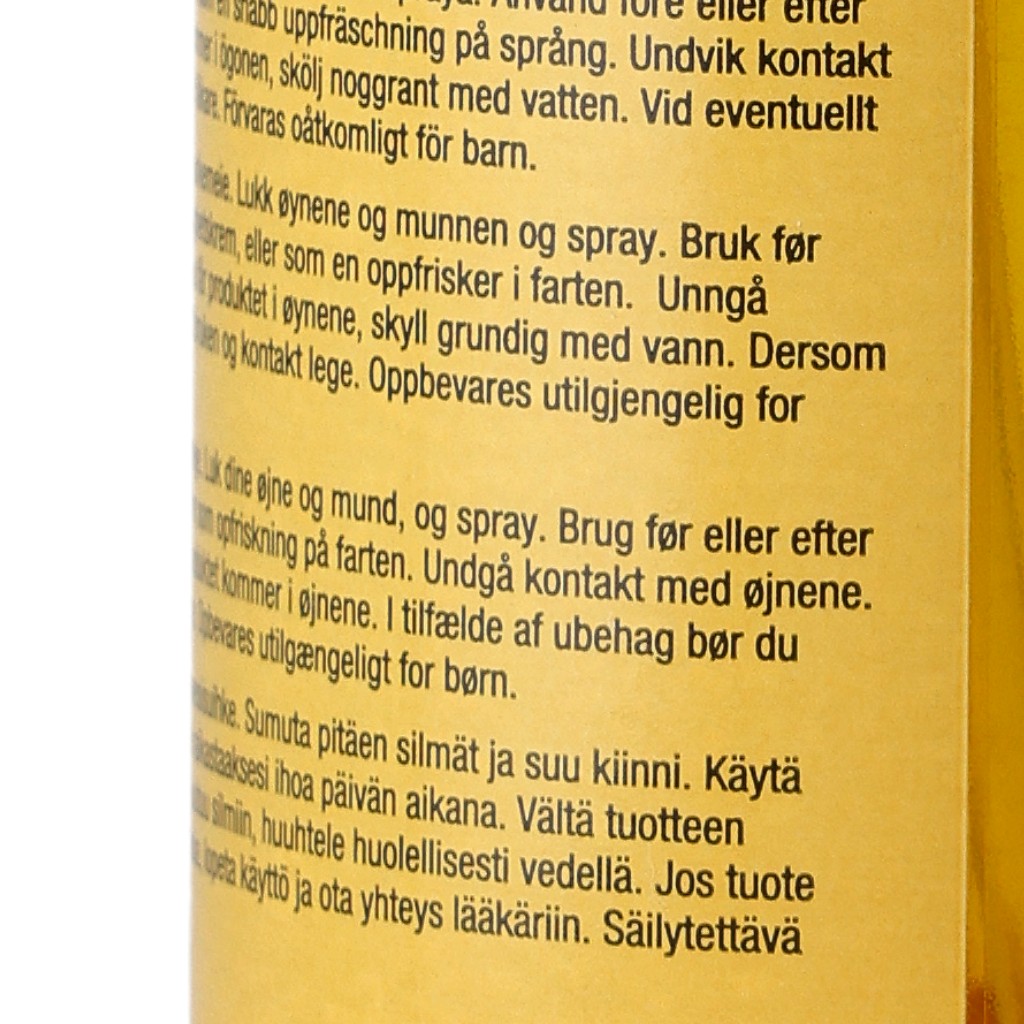 Använd före eller efter
snabb uppfräschning på språng. Undvik kontakt
i ögonen, skölj noggrant med vatten. Vid eventuellt
Förvaras oåtkomligt för barn.
Lukk øynene og munnen og spray. Bruk før
eller som en oppfrisker i farten. Unngå
produktet i øynene, skyll grundig med vann. Dersom
og kontakt lege. Oppbevares utilgjengelig for
Luk dine øjne og mund, og spray. Brug før eller efter
opfriskning på farten. Undgå kontakt med øjnene.
kommer i øjnene. I tilfælde af ubehag bør du
Opbevares utilgængeligt for børn.
Sumuta pitäen silmät ja suu kiinni. Käytä
ihoa päivän aikana. Vältä tuotteen
silmiin, huuhtele huolellisesti vedellä. Jos tuote
lopeta käyttö ja ota yhteys lääkäriin. Säilytettävä